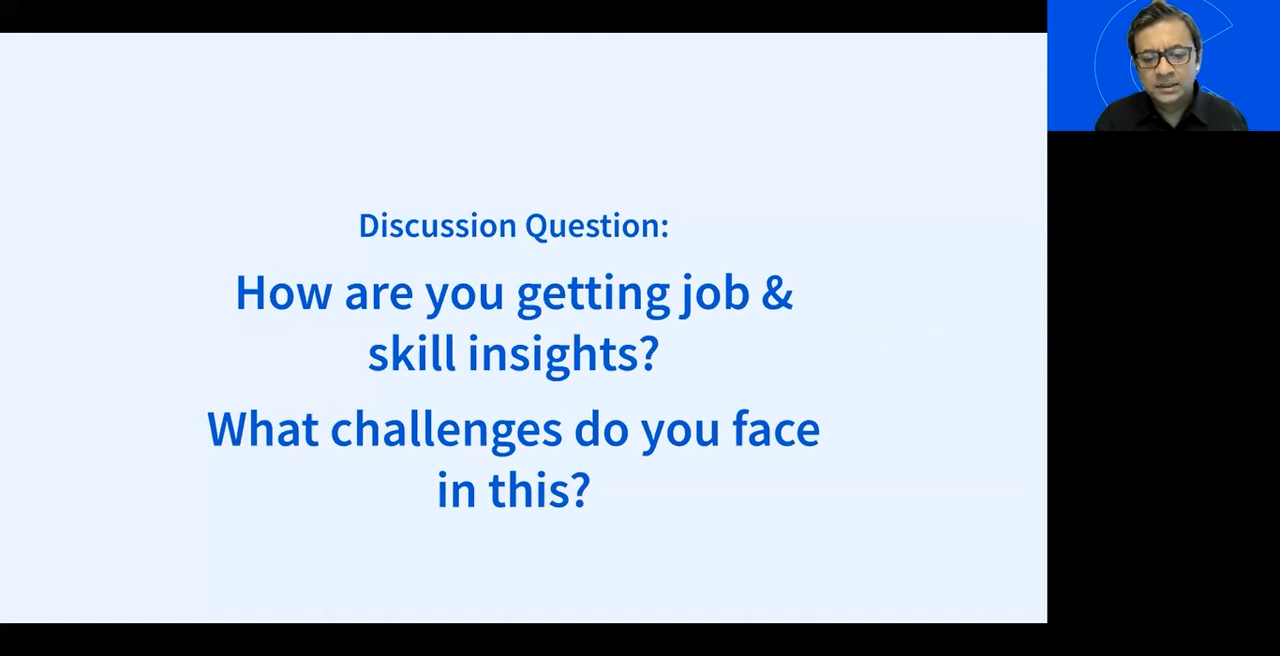 Discussion Question:
How are you getting job &
skill insights?
What challenges do you face
in this?